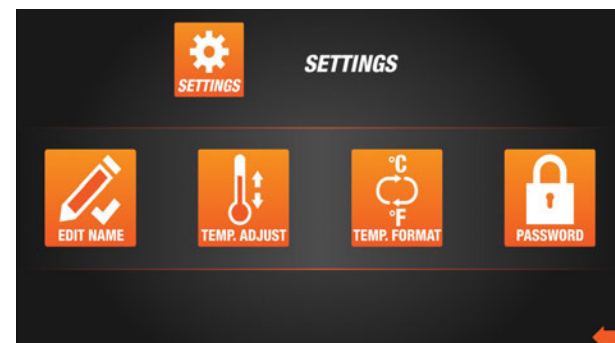 SETTINGS
SETTINGS
°C
°F
EDIT NAME
TEMP. ADJUST
TEMP. FORMAT
PASSWORD